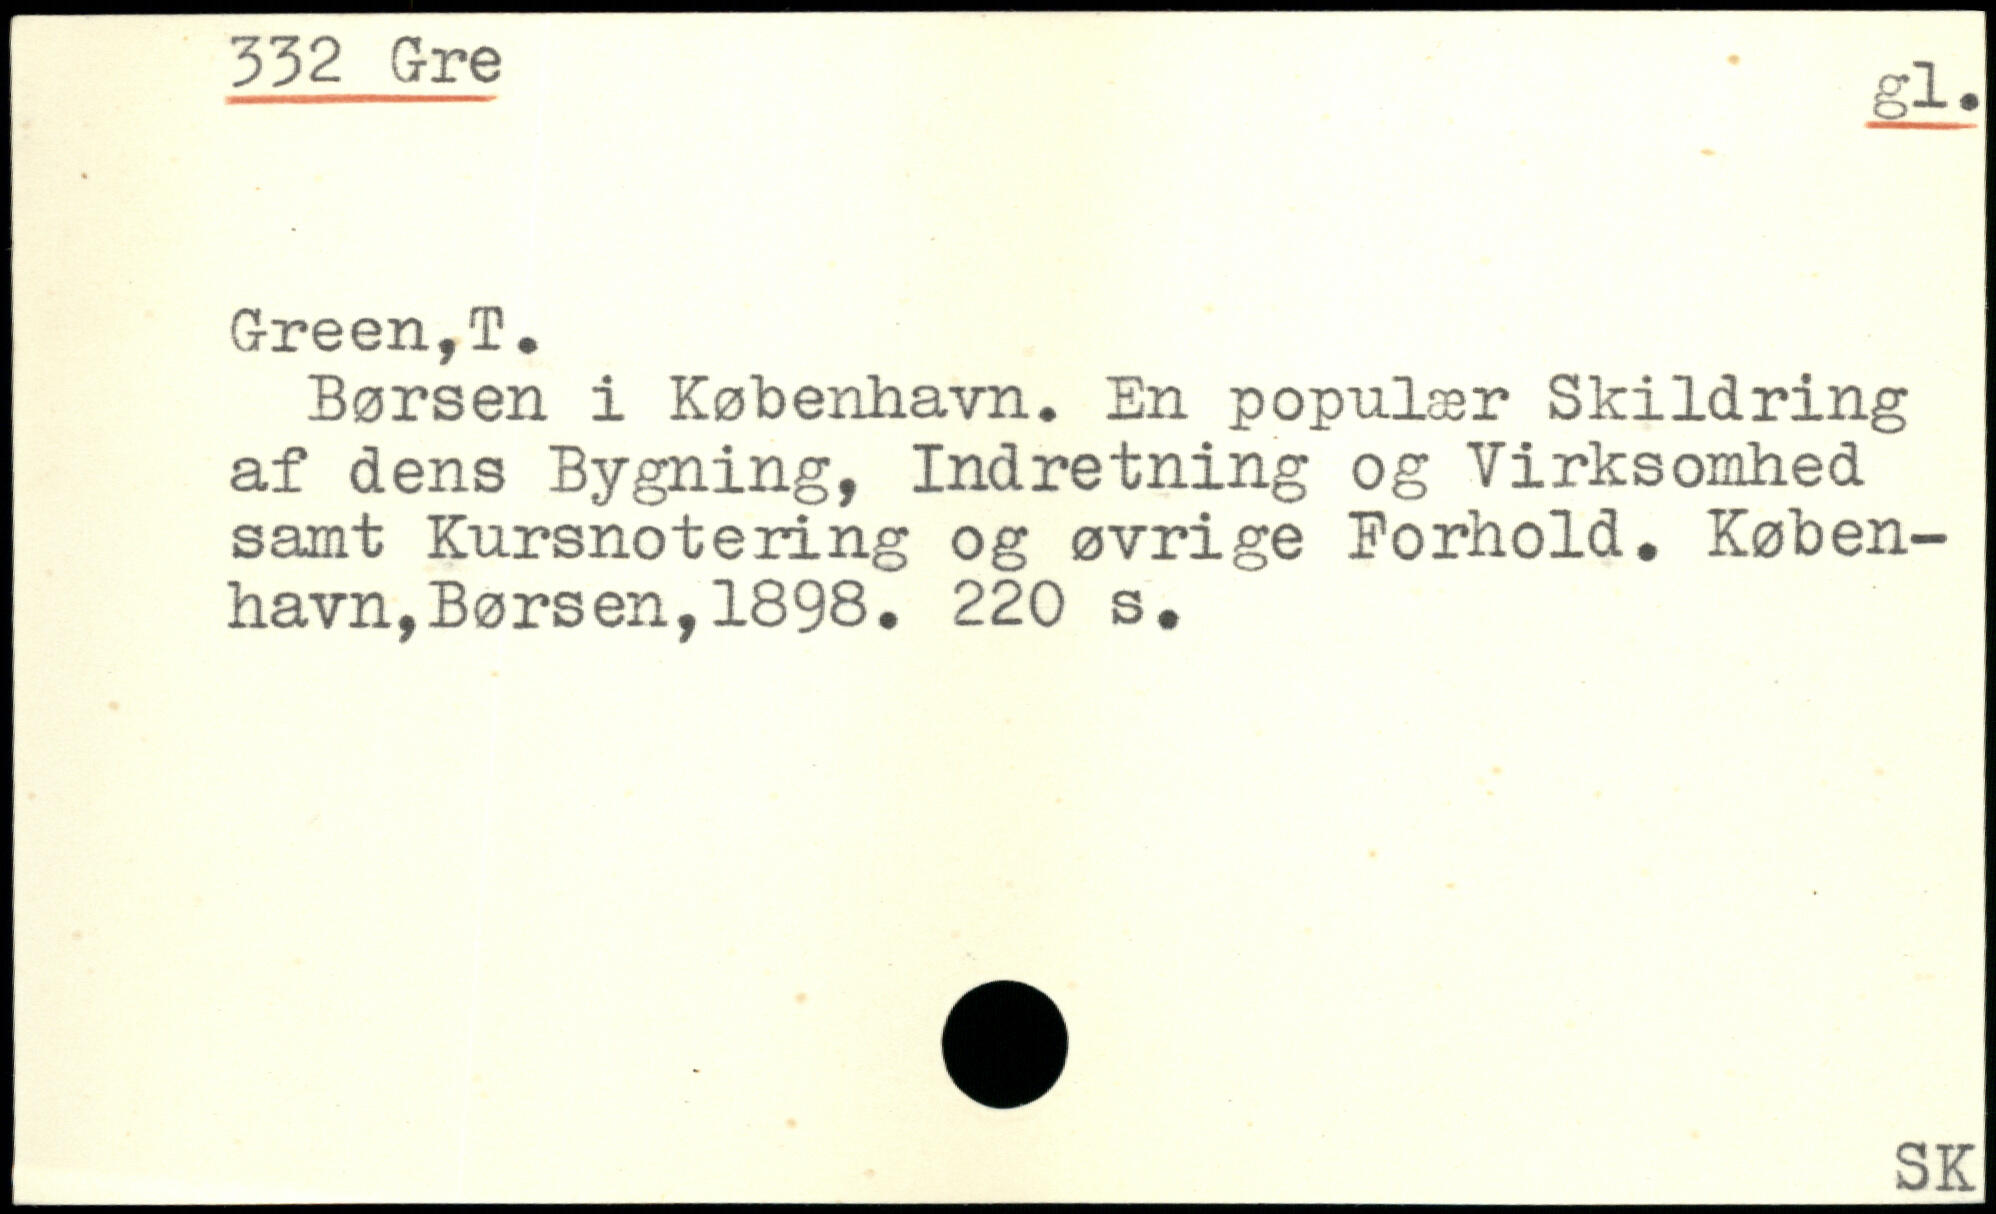 332 Gre
gl.
Green,T.
Børsen i København. En populær Skildring
af dens Bygning, Indretning og Virksomhed
samt Kursnotering og øvrige Forhold. Køben-
havn,Børsen,1898. 220 s.
SK